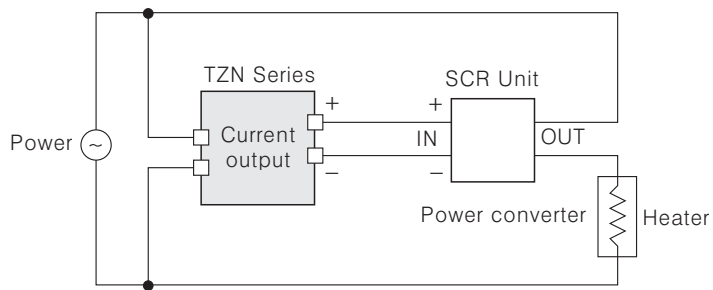 TZN Series
SCR Unit
+
+
Power
~
Current
output
IN
OUT
−
−
Power converter
Heater